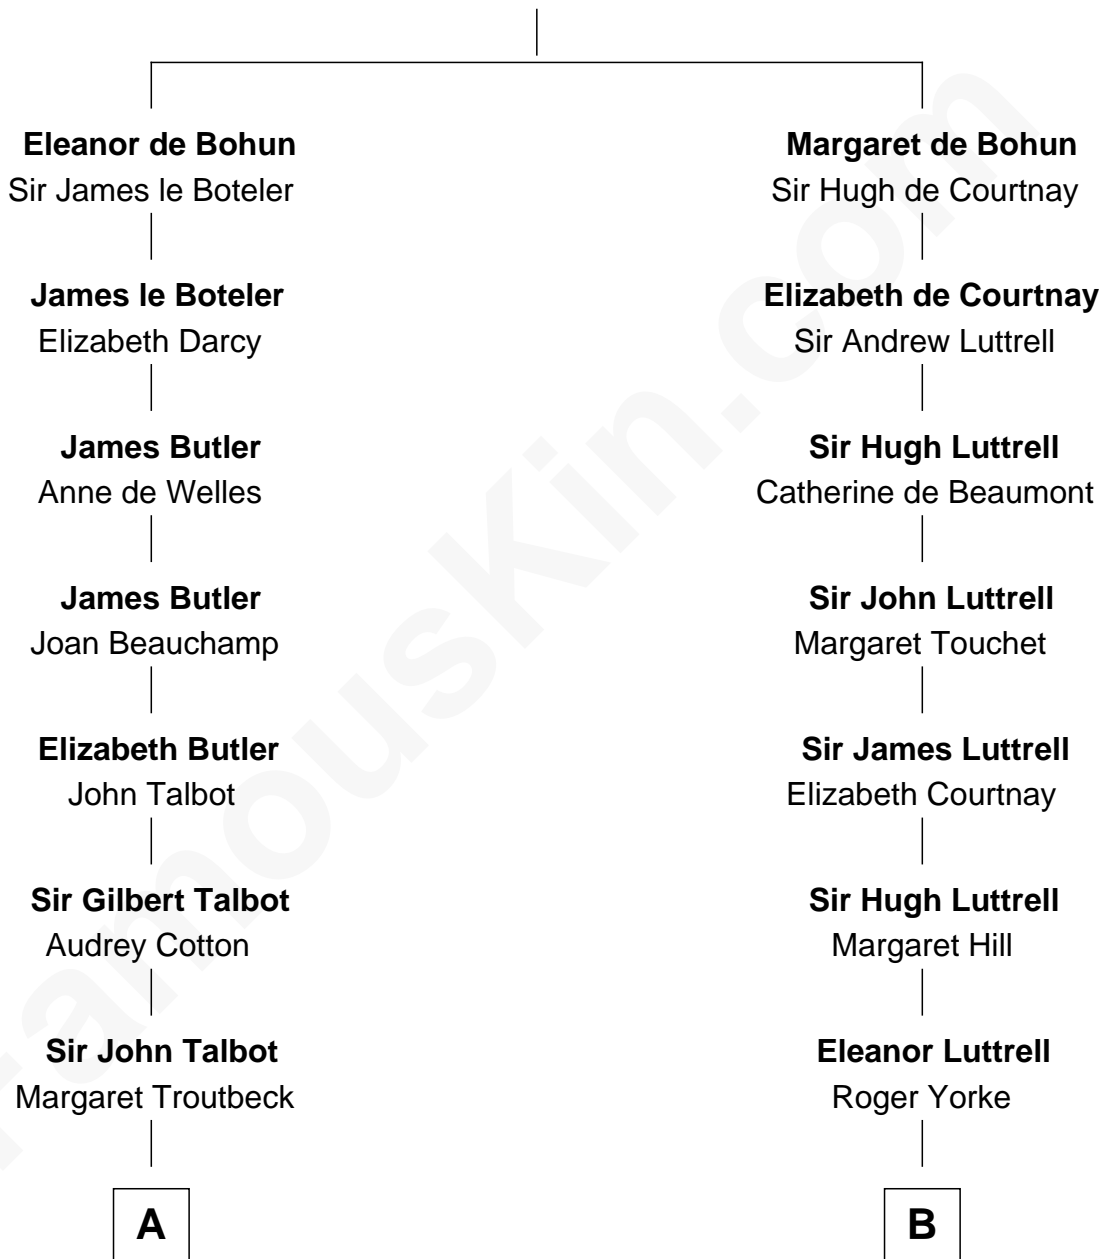 Eleanor de Bohun
Sir James le Boteler
James le Boteler
Elizabeth Darcy
James Butler
Anne de Welles
James Butler
Joan Beauchamp
Elizabeth Butler
John Talbot
Sir Gilbert Talbot
Audrey Cotton
Sir John Talbot
Margaret Troutbeck
A
Margaret de Bohun
Sir Hugh de Courtnay
Elizabeth de Courtnay
Sir Andrew Luttrell
Sir Hugh Luttrell
Catherine de Beaumont
Sir John Luttrell
Margaret Touchet
Sir James Luttrell
Elizabeth Courtnay
Sir Hugh Luttrell
Margaret Hill
Eleanor Luttrell
Roger Yorke
B
FamousKin.com